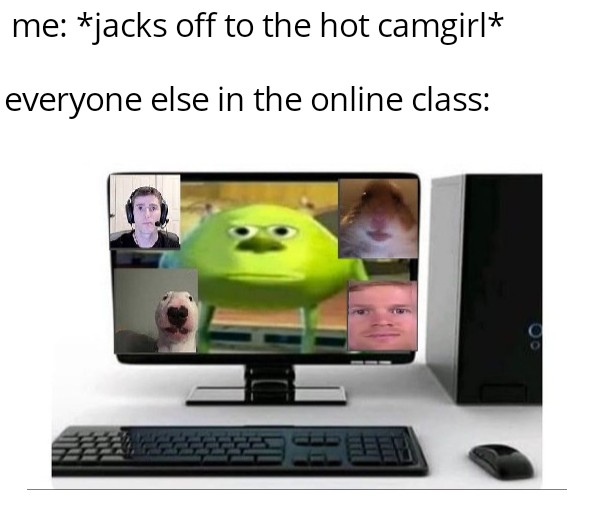 me: *jacks off to the hot camgirl*
everyone else in the online class: